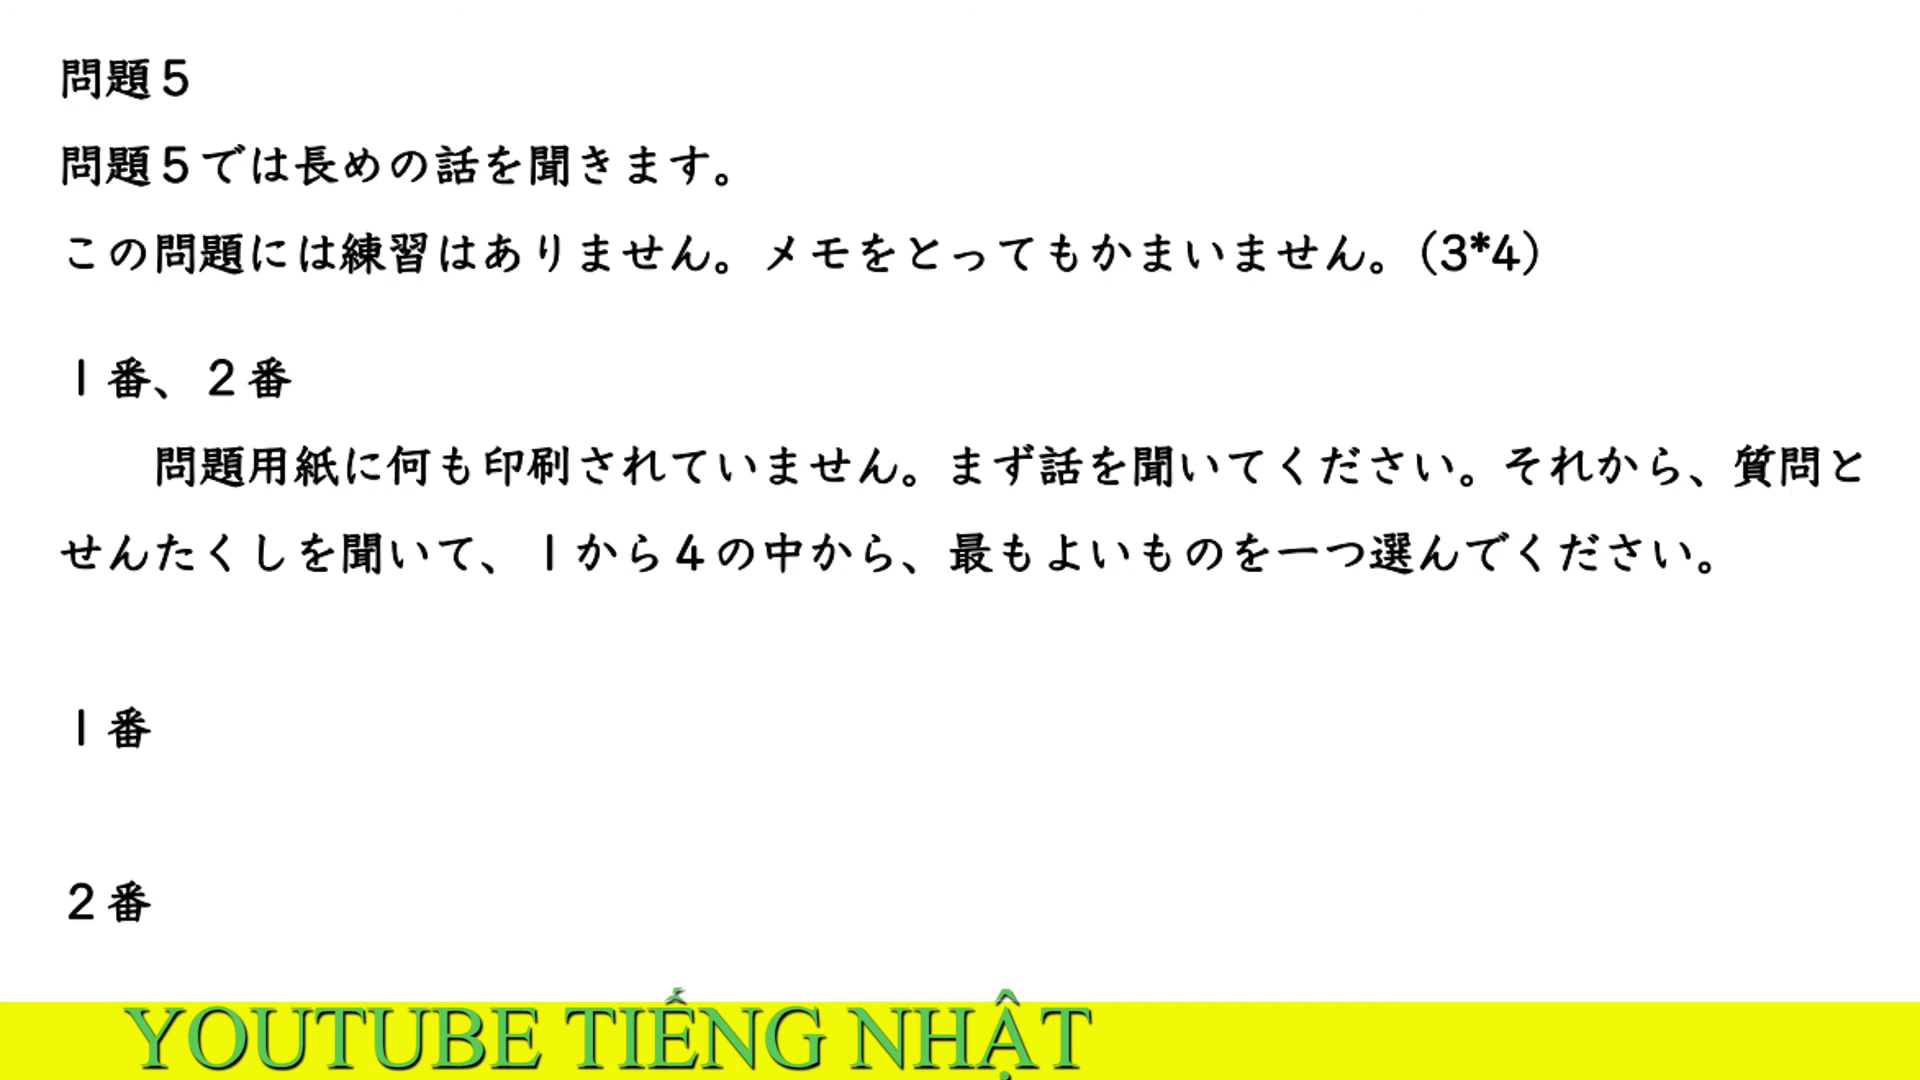 問題５
問題５では長めの話を聞きます。
この問題には練習はありません。メモをとってもかまいません。（3*4）
１番、２番
問題用紙に何も印刷されていません。まず話を聞いてください。それから、質問と
せんたくしを聞いて、１から４の中から、最もよいものを一つ選んでください。
１番
２番
YOUTUBE TIẾNG NHẬT